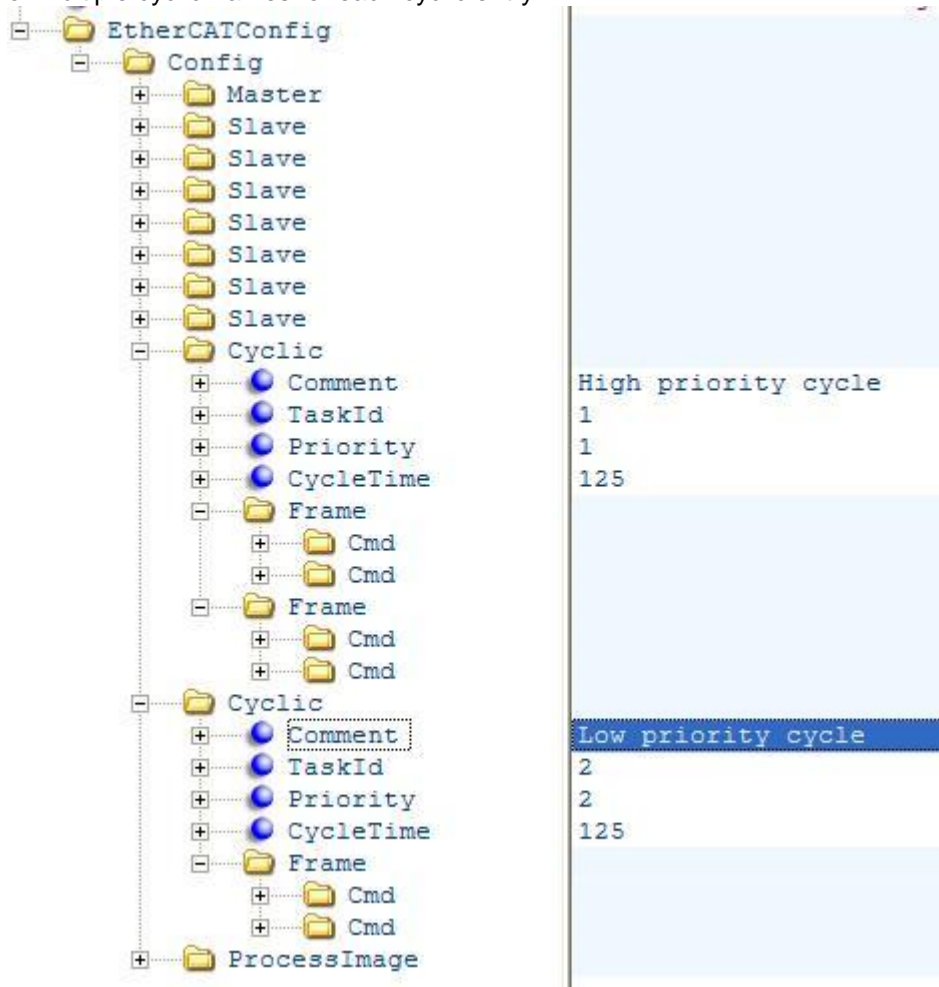 EtherCATConfig
Config
Master
Slave
Slave
Slave
Slave
Slave
Slave
Slave
Cyclic
Comment High priority cycle
TaskId 1
Priority 1
CycleTime 125
Frame
Cmd
Cmd
Frame
Cmd
Cmd
Cyclic
Comment Low priority cycle
TaskId 2
Priority 2
CycleTime 125
Frame
Cmd
Cmd
ProcessImage